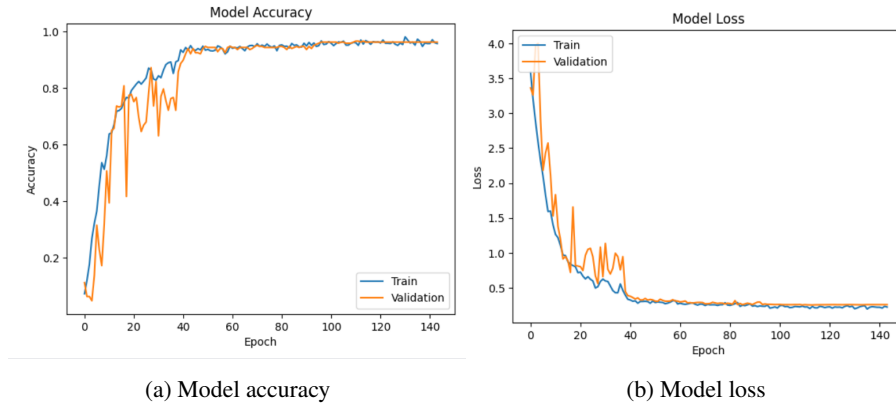 Model Accuracy
1.0
0.8
0.6
0.4
0.2
Accuracy
0 20 40 60 80 100 120 140
Epoch
Train
Validation
(a) Model accuracy
Model Loss
4.0
3.5
3.0
2.5
2.0
1.5
1.0
0.5
Loss
0 20 40 60 80 100 120 140
Epoch
Train
Validation
(b) Model loss